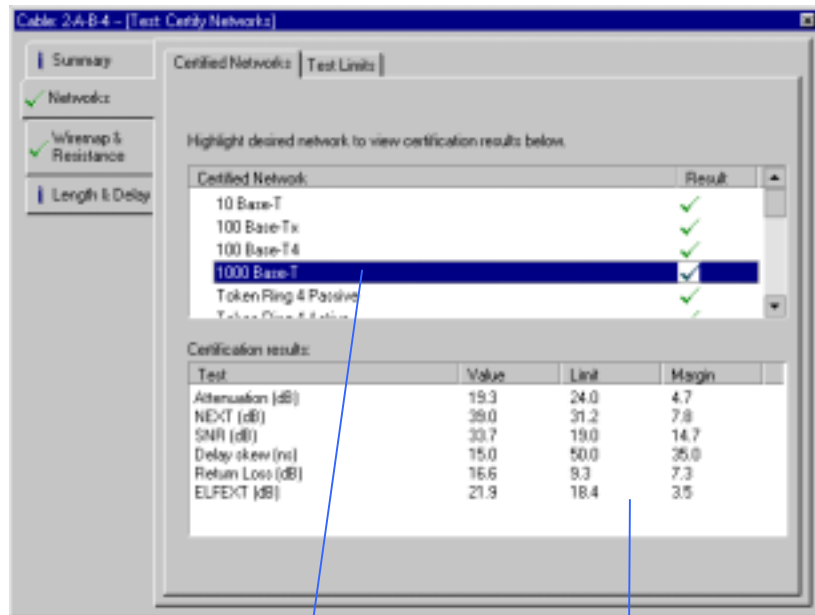 Cable: 2-A-B-4 - [Test: Certify Networks]
Summary
Networks
Wiremap &
Resistance
Length & Delay
Certified Networks
Test Limits
Highlight desired network to view certification results below.
Certified Network Result
10 Base-T
100 Base-Tx
100 Base-T4
1000 Base-T
Token Ring 4 Passive
Token Ring 4 Active
Certification results:
Test Value Limit Margin
Attenuation (dB) 19.3 24.0 4.7
NEXT (dB) 39.0 31.2 7.8
SNR (dB) 33.7 19.0 14.7
Delay skew (ns) 15.0 50.0 35.0
Return Loss (dB) 16.6 9.3 7.3
ELFEXT (dB) 21.9 18.4 3.5